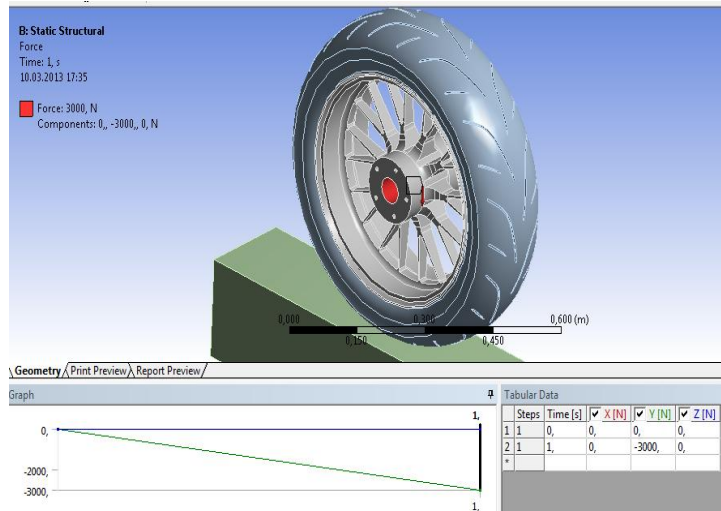 B: Static Structural
Force
Time: 1, s
10.03.2013 17:35
Force: 3000, N
Components: 0,, -3000,, 0, N
0,000 0,300 0,600 (m)
0,150 0,450
Geometry Print Preview Report Preview
Graph
1,
0,
-2000,
-3000,
1,
Tabular Data
Steps Time [s] X [N] Y [N] Z [N]
1 1 0, 0, 0, 0,
2 1 1, 0, -3000, 0,
*